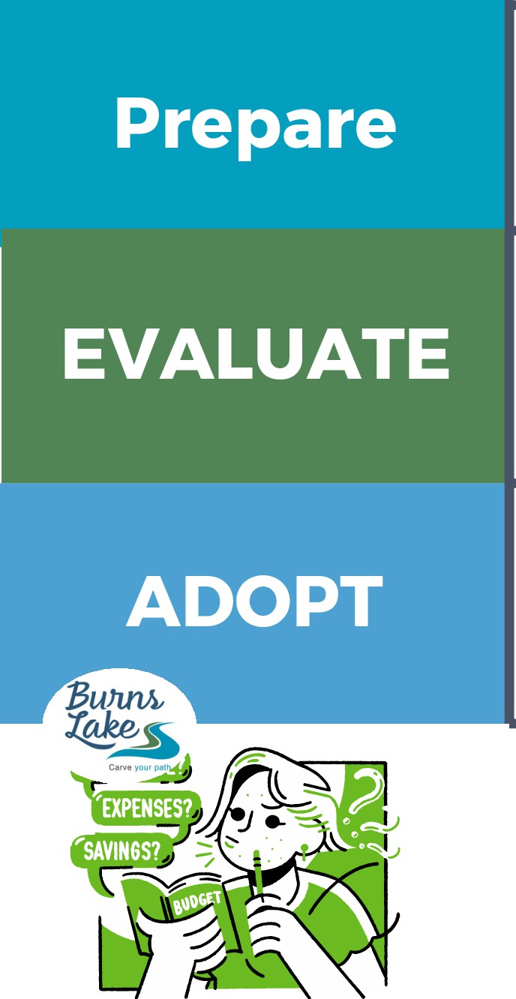 Prepare
EVALUATE
ADOPT
Burns
Lake
Carve your path
EXPENSES?
SAVINGS?
BUDGET
?